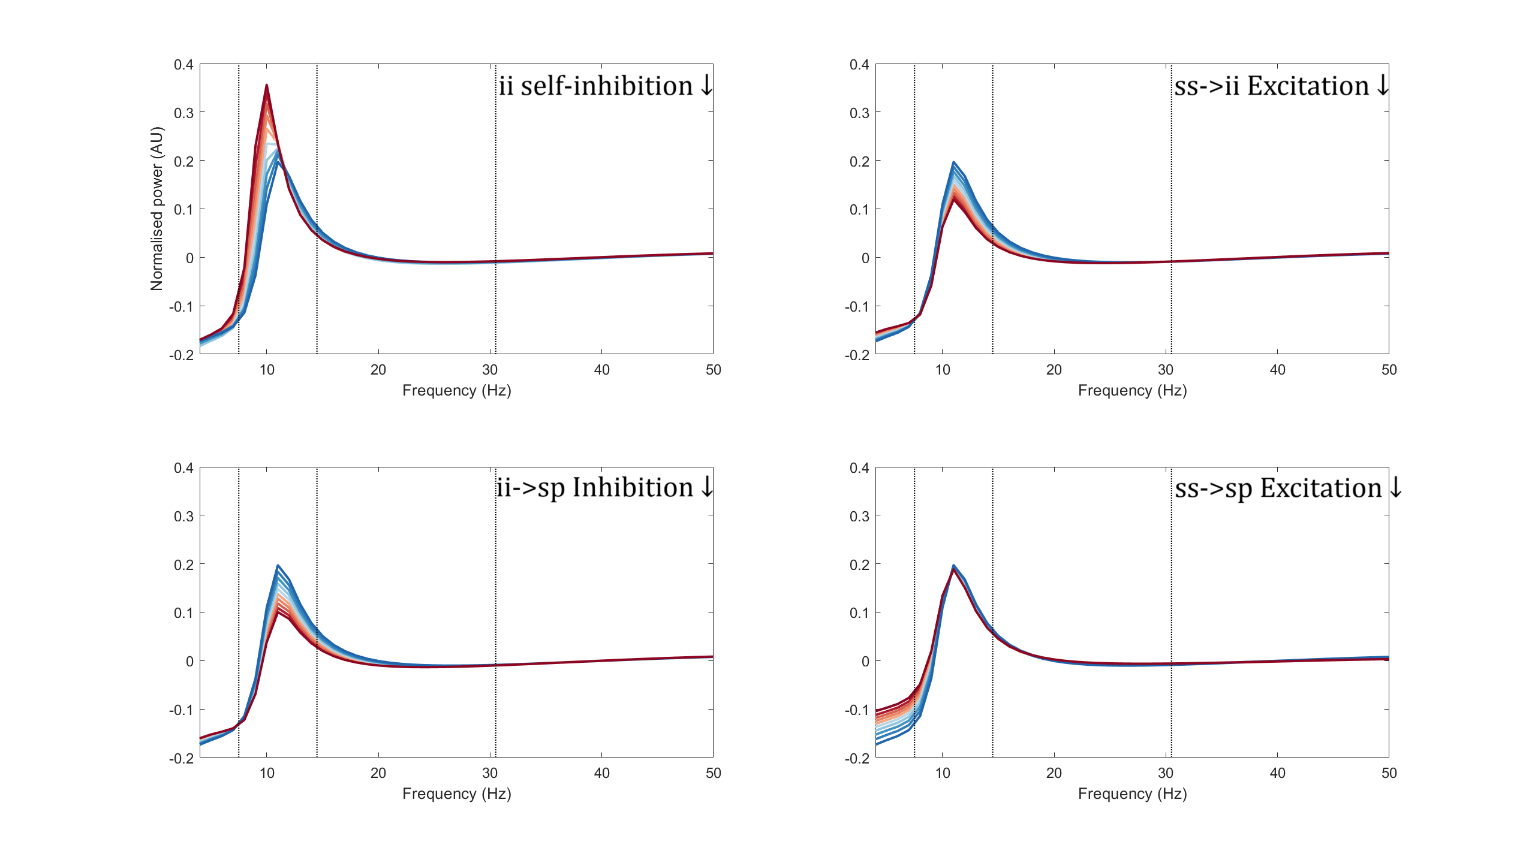 ii self-inhibition ↓
0.4
0.3
0.2
0.1
0
-0.1
-0.2
Normalised power (AU)
10 20 30 40 50
Frequency (Hz)
ss->ii Excitation ↓
0.4
0.3
0.2
0.1
0
-0.1
-0.2
10 20 30 40 50
Frequency (Hz)
ii->sp Inhibition ↓
0.4
0.3
0.2
0.1
0
-0.1
-0.2
10 20 30 40 50
Frequency (Hz)
ss->sp Excitation ↓
0.4
0.3
0.2
0.1
0
-0.1
-0.2
10 20 30 40 50
Frequency (Hz)